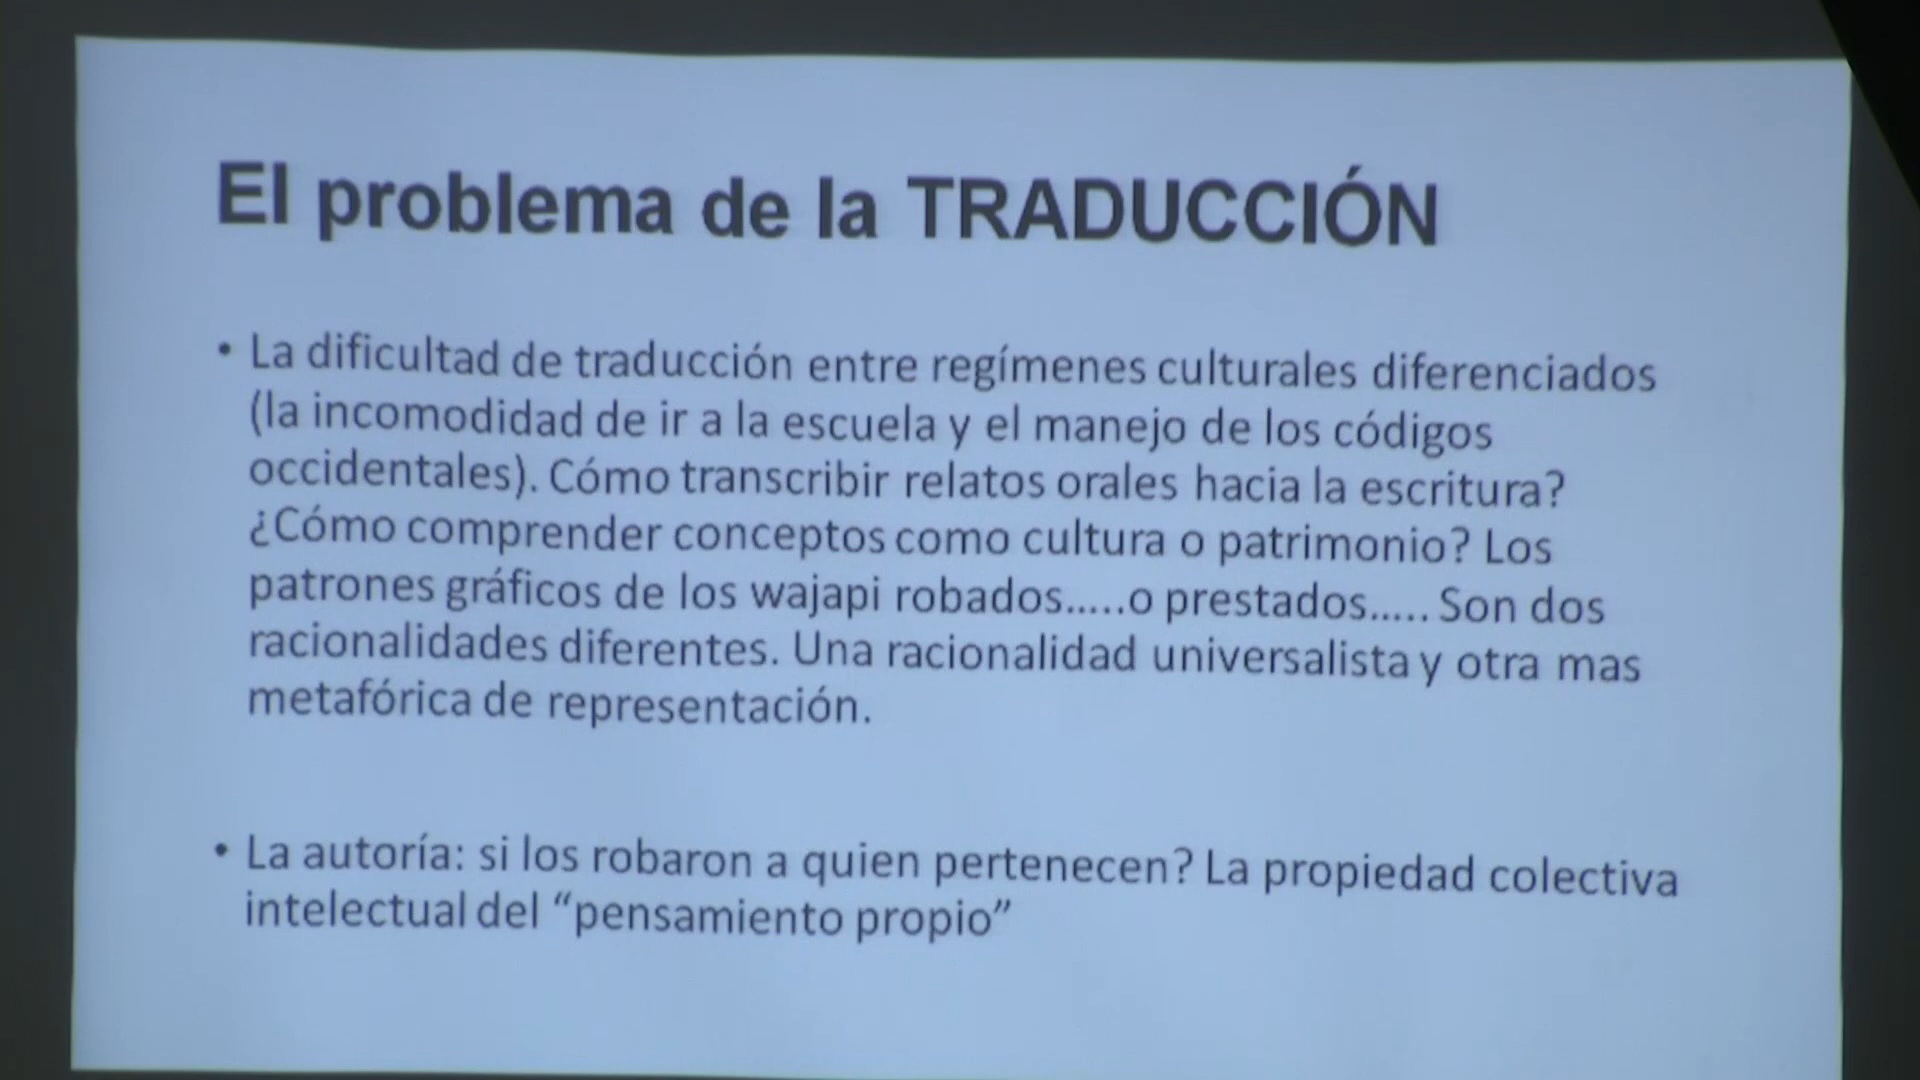 El problema de la TRADUCCIÓN
• La dificultad de traducción entre regímenes culturales diferenciados
(la incomodidad de ir a la escuela y el manejo de los códigos
occidentales). Cómo transcribir relatos orales hacia la escritura?
¿Cómo comprender conceptos como cultura o patrimonio? Los
patrones gráficos de los wajapi robados.....o prestados..... Son dos
racionalidades diferentes. Una racionalidad universalista y otra mas
metafórica de representación.
• La autoría: si los robaron a quien pertenecen? La propiedad colectiva
intelectual del “pensamiento propio”